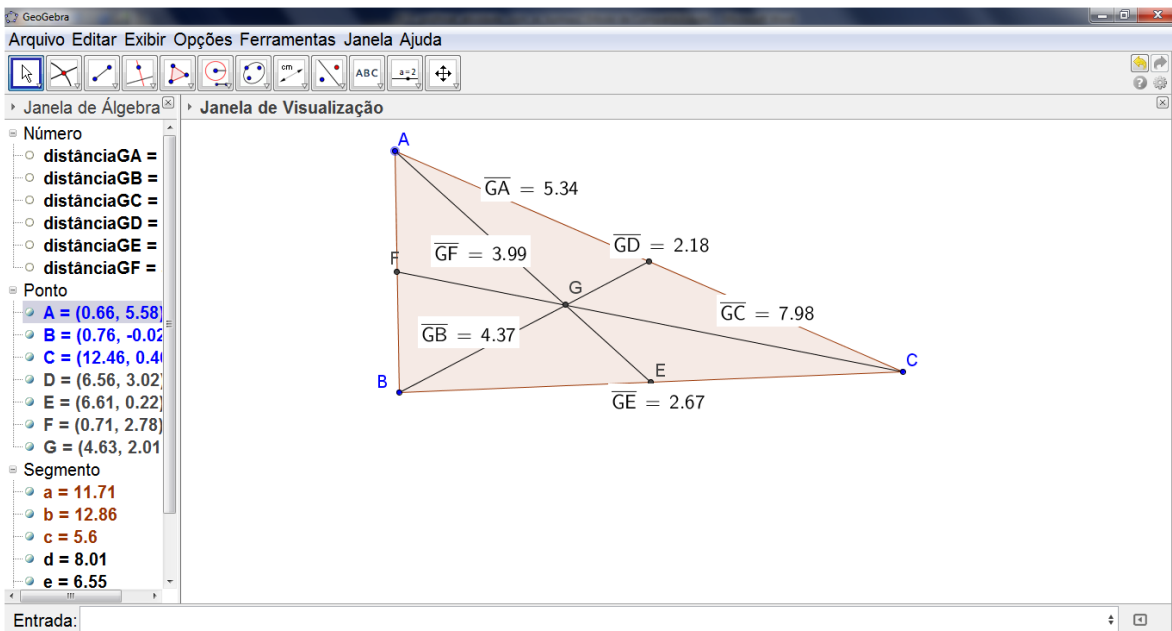 GeoGebra
Arquivo Editar Exibir Opções Ferramentas Janela Ajuda
cm
ABC
a=2
Janela de Álgebra
Número
distânciaGA =
distânciaGB =
distânciaGC =
distânciaGD =
distânciaGE =
distânciaGF =
Ponto
A = (0.66, 5.58)
B = (0.76, -0.02
C = (12.46, 0.4
D = (6.56, 3.02)
E = (6.61, 0.22)
F = (0.71, 2.78)
G = (4.63, 2.01
Segmento
a = 11.71
b = 12.86
c = 5.6
d = 8.01
e = 6.55
Janela de Visualização
A
GA = 5.34
GF = 3.99
GD = 2.18
F
G
GC = 7.98
GB = 4.37
C
E
B
GE = 2.67
Entrada: